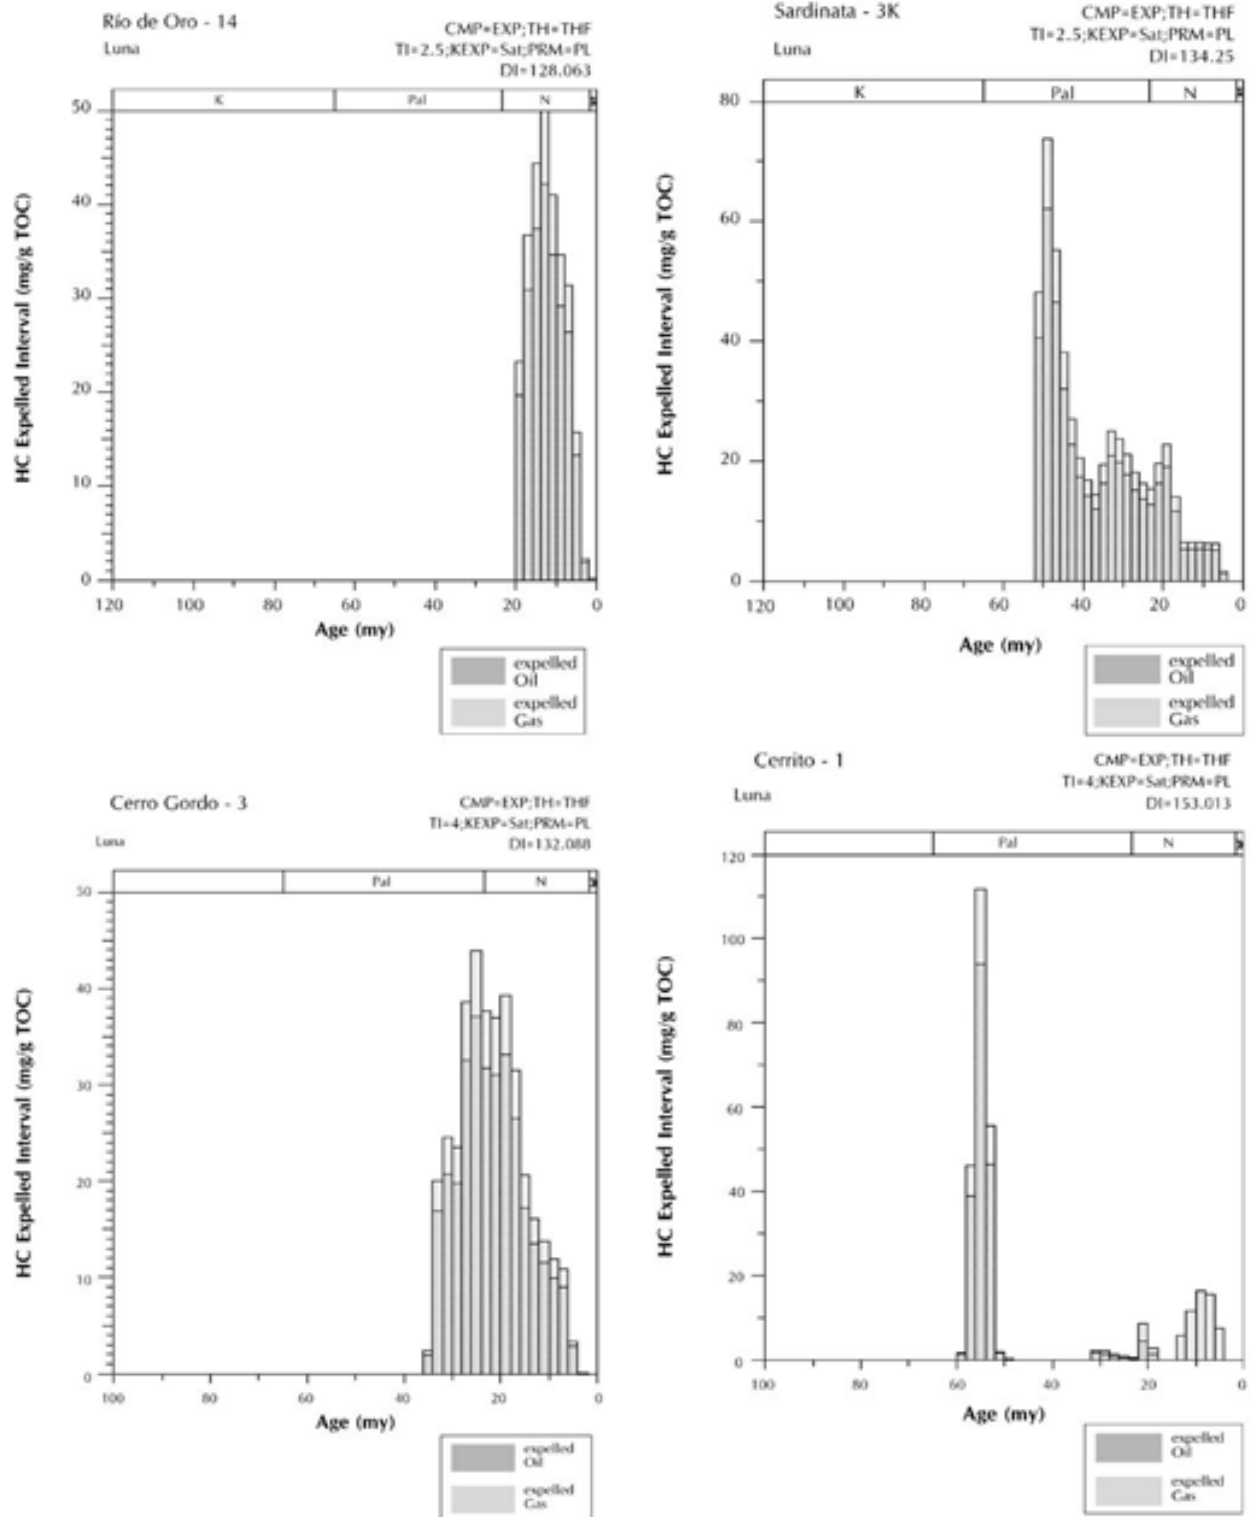 Río de Oro - 14
Luna
CMP=EXP;TH=THF
TI=2.5;KEXP=Sat;PRM=PL
DI=128.063
K Pal N
HC Expelled Interval (mg/g TOC)
50
40
30
20
10
0
120 100 80 60 40 20 0
Age (my)
expelled
Oil
expelled
Gas
Sardinata - 3K
Luna
CMP=EXP;TH=THF
TI=2.5;KEXP=Sat;PRM=PL
DI=134.25
K Pal N
HC Expelled Interval (mg/g TOC)
80
60
40
20
0
120 100 80 60 40 20 0
Age (my)
expelled
Oil
expelled
Gas
Cerro Gordo - 3
Luna
CMP=EXP;TH=THF
TI=4;KEXP=Sat;PRM=PL
DI=132.088
Pal N
HC Expelled Interval (mg/g TOC)
50
40
30
20
10
0
100 80 60 40 20 0
Age (my)
expelled
Oil
expelled
Gas
Cerrito - 1
Luna
CMP=EXP;TH=THF
TI=4;KEXP=Sat;PRM=PL
DI=153.013
Pal N
HC Expelled Interval (mg/g TOC)
120
100
80
60
40
20
0
100 80 60 40 20 0
Age (my)
expelled
Oil
expelled
Gas